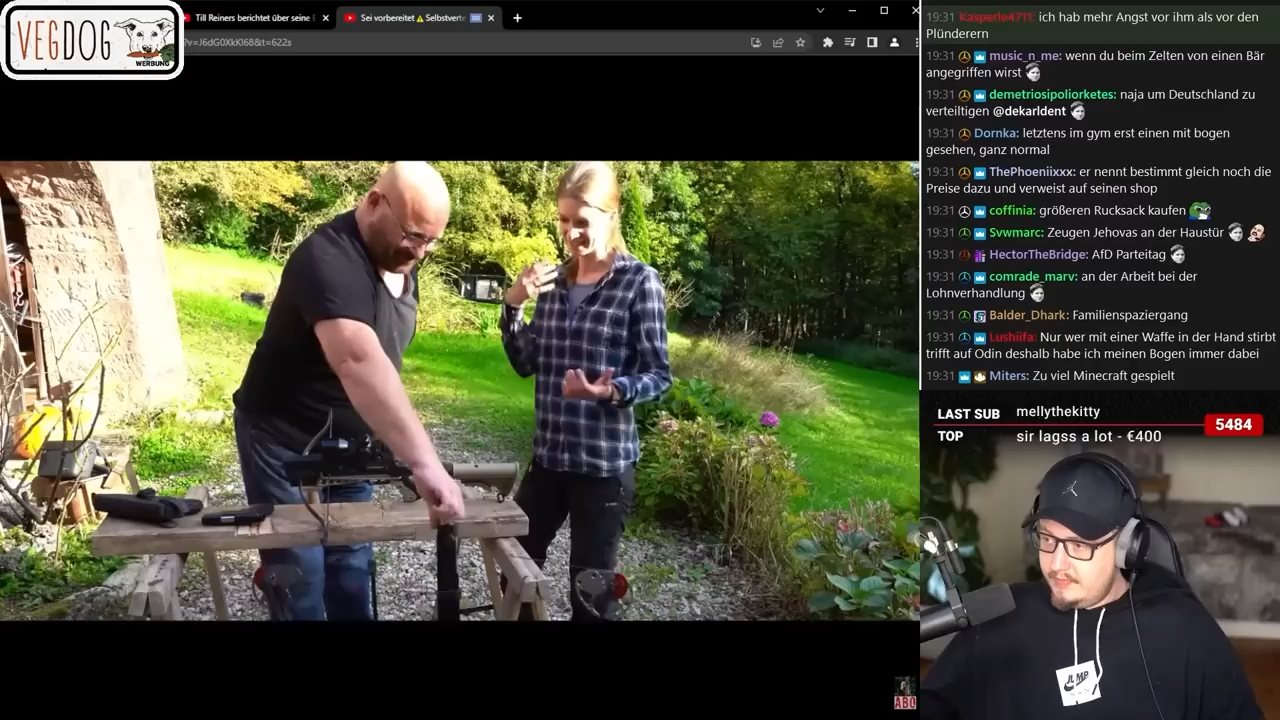 VEGDOG
WERBUNG
Till Reiners berichtet über seine
Sei vorbereitet ⚠ Selbstverte
?v=J6dG0XkKl68&t=622s
19:31 Kasperle4711: ich hab mehr Angst vor ihm als vor den
Plünderern
19:31 music_n_me: wenn du beim Zelten von einen Bär
angegriffen wirst
19:31 demetriosipoliorketes: naja um Deutschland zu
verteiltigen @dekarldent
19:31 Dornka: letztens im gym erst einen mit bogen
gesehen, ganz normal
19:31 ThePhoeniixxx: er nennt bestimmt gleich noch die
Preise dazu und verweist auf seinen shop
19:31 coffinia: größeren Rucksack kaufen
19:31 Svwmarc: Zeugen Jehovas an der Haustür
19:31 HectorTheBridge: AfD Parteitag
19:31 comrade_marv: an der Arbeit bei der
Lohnverhandlung
19:31 Balder_Dhark: Familienspaziergang
19:31 Lushiifa: Nur wer mit einer Waffe in der Hand stirbt
trifft auf Odin deshalb habe ich meinen Bogen immer dabei
19:31 Miters: Zu viel Minecraft gespielt
LAST SUB mellythekitty
5484
TOP sir lagss a lot - €400
JUMP
ABO